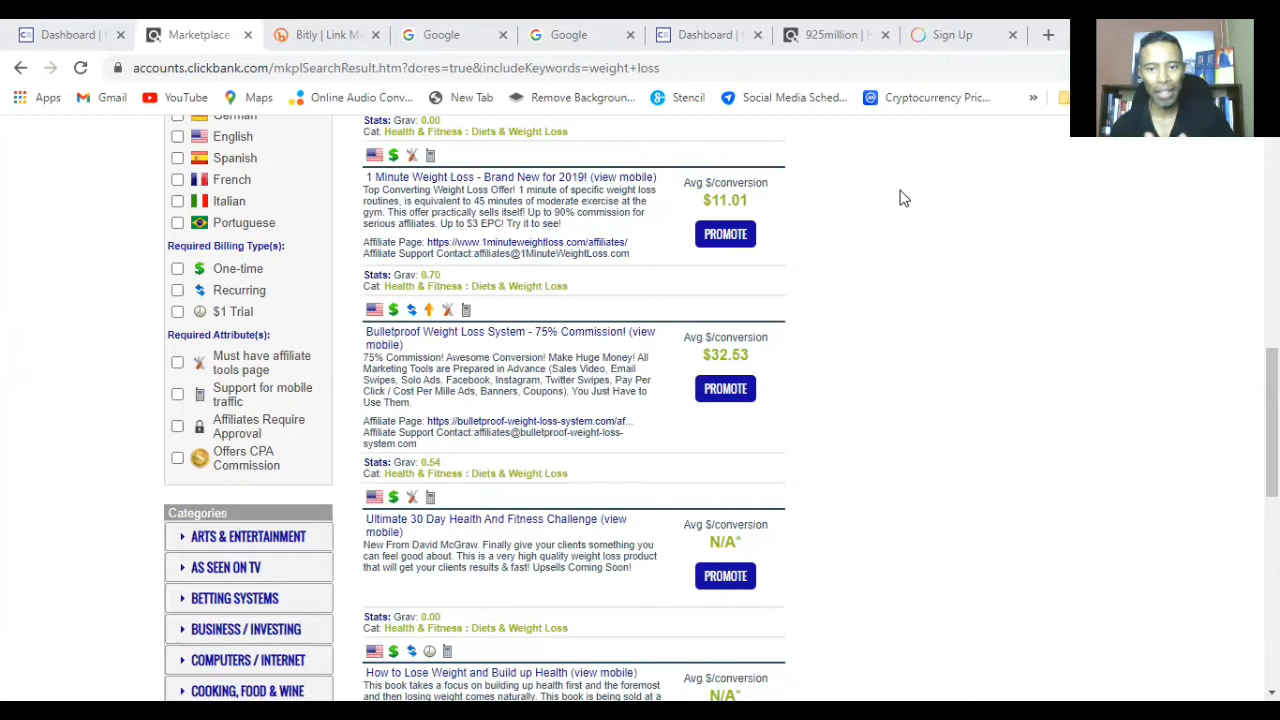 Dashboard |
Marketplace
Bitly | Link M
Google
Google
Dashboard |
925million |
Sign Up
accounts.clickbank.com/mkplSearchResult.htm?dores=true&includeKeywords=weight+loss
Apps
Gmail
YouTube
Maps
Online Audio Conv...
New Tab
Remove Backgroun...
Stencil
Social Media Sched...
Cryptocurrency Pric...
»
German
English
Spanish
French
Italian
Portuguese
Required Billing Type(s):
One-time
Recurring
$1 Trial
Required Attribute(s):
Must have affiliate
tools page
Support for mobile
traffic
Affiliates Require
Approval
Offers CPA
Commission
Categories
ARTS & ENTERTAINMENT
AS SEEN ON TV
BETTING SYSTEMS
BUSINESS / INVESTING
COMPUTERS / INTERNET
COOKING, FOOD & WINE
Stats: Grav: 0.00
Cat: Health & Fitness : Diets & Weight Loss
1 Minute Weight Loss - Brand New for 2019! (view mobile)
Top Converting Weight Loss Offer! 1 minute of specific weight loss
routines, is equivalent to 45 minutes of moderate exercise at the
gym. This offer practically sells itself! Up to 90% commission for
serious affiliates. Up to $3 EPC! Try it to see!
Affiliate Page: https://www.1minuteweightloss.com/affiliates/
Affiliate Support Contact:affiliates@1MinuteWeightLoss.com
Avg $/conversion
$11.01
PROMOTE
Stats: Grav: 0.70
Cat: Health & Fitness : Diets & Weight Loss
Bulletproof Weight Loss System - 75% Commission! (view
mobile)
75% Commission! Awesome Conversion! Make Huge Money! All
Marketing Tools are Prepared in Advance (Sales Video, Email
Swipes, Solo Ads, Facebook, Instagram, Twitter Swipes, Pay Per
Click / Cost Per Mille Ads, Banners, Coupons), You Just Have to
Use Them.
Affiliate Page: https://bulletproof-weight-loss-system.com/af...
Affiliate Support Contact:affiliates@bulletproof-weight-loss-
system.com
Avg $/conversion
$32.53
PROMOTE
Stats: Grav: 0.54
Cat: Health & Fitness : Diets & Weight Loss
Ultimate 30 Day Health And Fitness Challenge (view
mobile)
New From David McGraw. Finally give your clients something you
can feel good about. This is a very high quality weight loss product
that will get your clients results & fast! Upsells Coming Soon!
Avg $/conversion
N/A*
PROMOTE
Stats: Grav: 0.00
Cat: Health & Fitness : Diets & Weight Loss
How to Lose Weight and Build up Health (view mobile)
This book takes a focus on building up health first and the foremost
and then losing weight comes naturally. This book is being sold at a
Avg $/conversion
N/A*